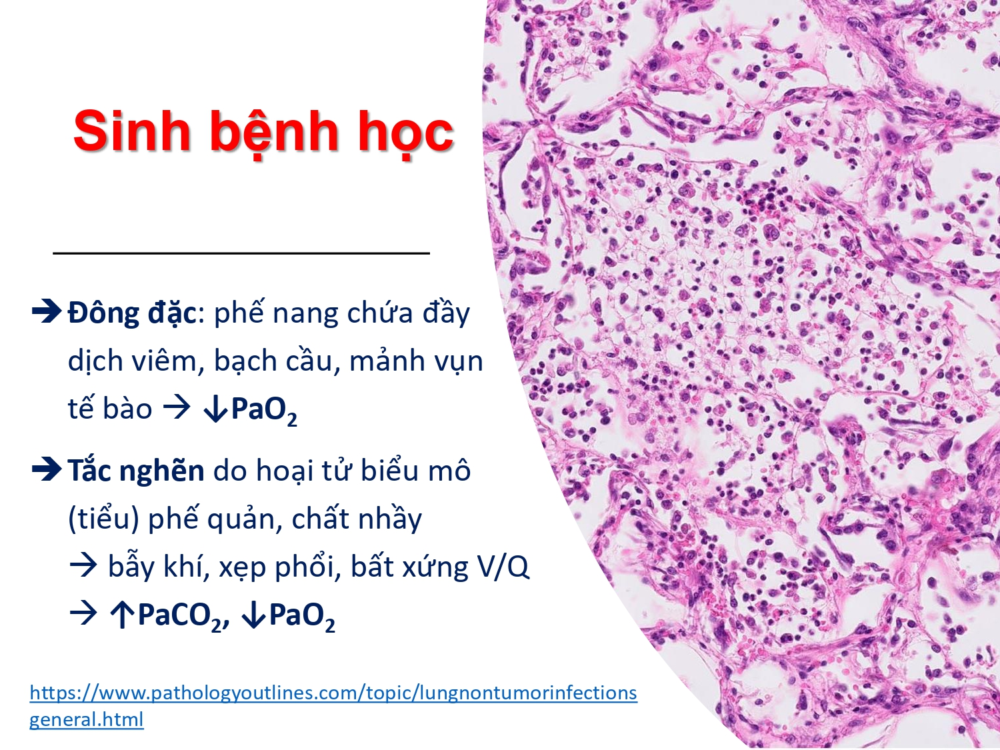 Sinh bệnh học
🡺Đông đặc: phế nang chứa đầy
dịch viêm, bạch cầu, mảnh vụn
tế bào → ↓PaO₂
🡺Tắc nghẽn do hoại tử biểu mô
(tiểu) phế quản, chất nhầy
→ bẫy khí, xẹp phổi, bất xứng V/Q
→ ↑PaCO₂, ↓PaO₂
https://www.pathologyoutlines.com/topic/lungnontumorinfections
general.html